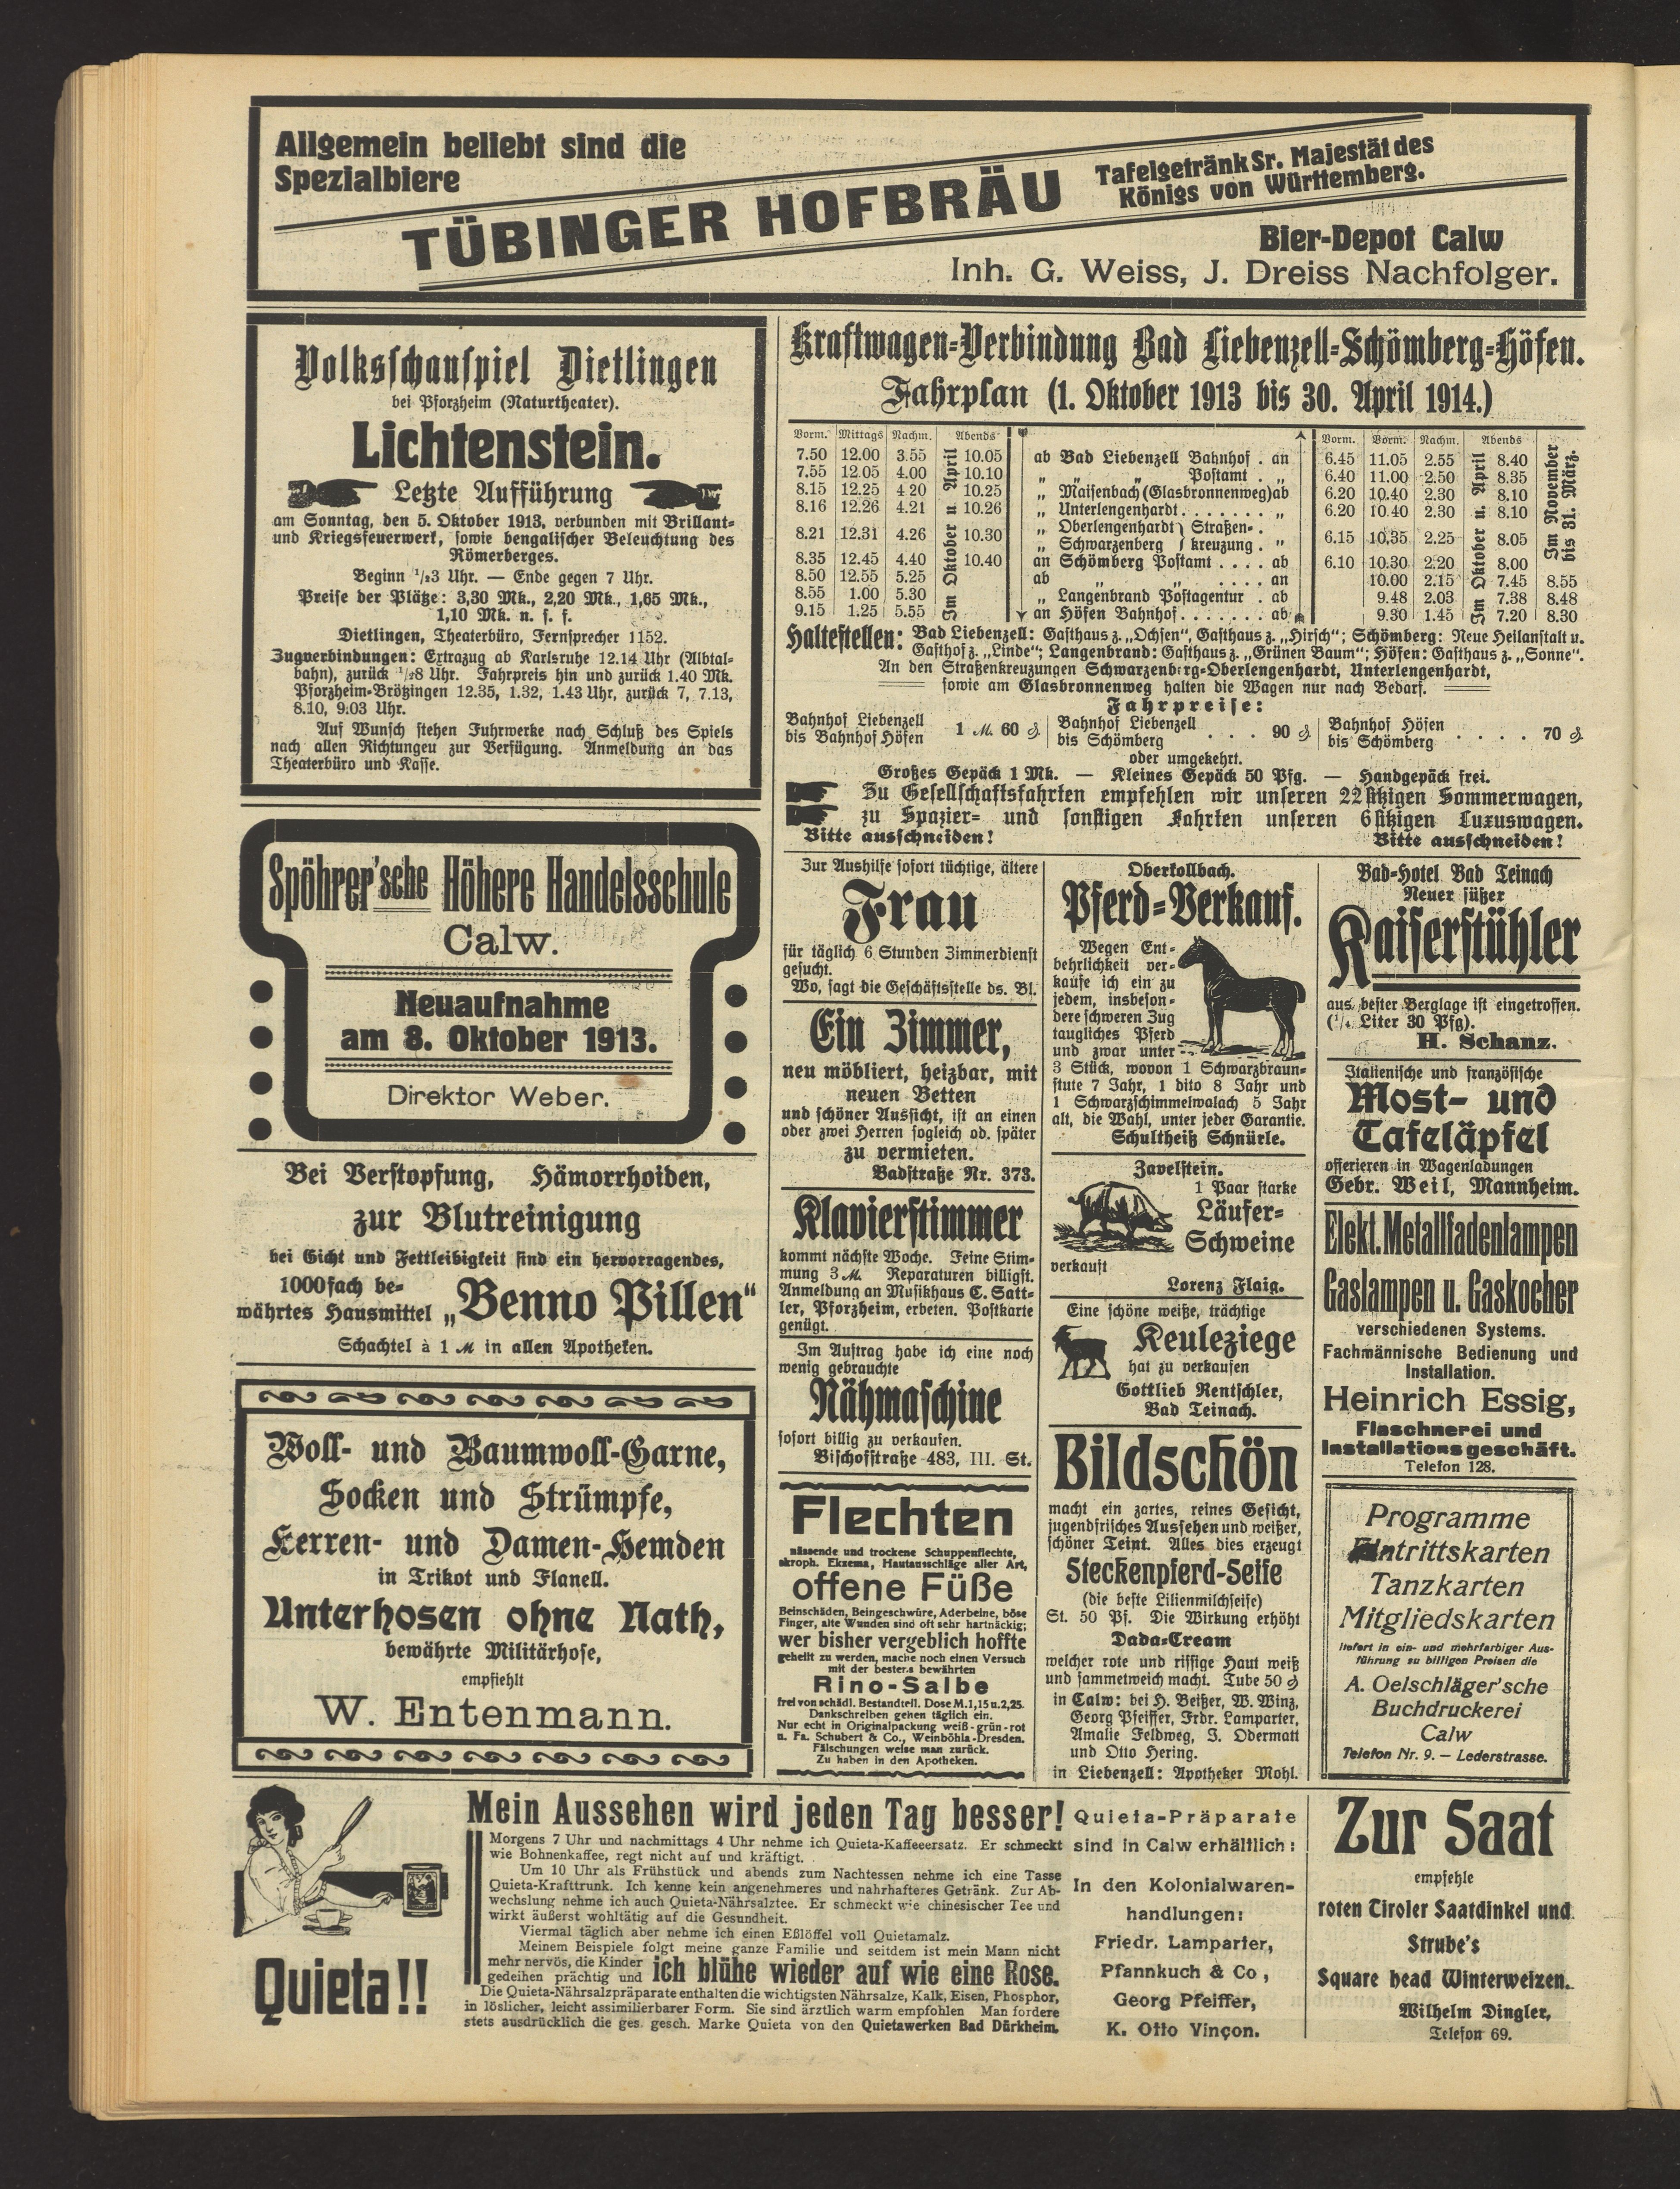 Allgemein beliebt sind die
Spezialbiere
TÜBINGER HOFBRÄU
Tafelgetränk Sr. Majestät des
Königs von Württemberg.
Bier-Depot Calw
Inh. G. Weiss, J. Dreiss Nachfolger.
Volksschauspiel Dietlingen
bei Pforzheim (Naturtheater).
Lichtenstein.
Letzte Aufführung
am Sonntag, den 5. Oktober 1913, verbunden mit Brillant-
und Kriegsfeuerwerk, sowie bengalischer Beleuchtung des
Römerberges.
Beginn 1/23 Uhr. — Ende gegen 7 Uhr.
Preise der Plätze: 3,30 Mk., 2,20 Mk., 1,65 Mk.,
1,10 Mk. n. s. s.
Dietlingen, Theaterbüro, Fernsprecher 1152.
Zugverbindungen: Extrazug ab Karlsruhe 12.14 Uhr (Albtal-
bahn), zurück 1/28 Uhr. Fahrpreis hin und zurück 1.40 Mk.
Pforzheim-Brötzingen 12.35, 1.32, 1.43 Uhr, zurück 7, 7.13,
8.10, 9.03 Uhr.
Auf Wunsch stehen Fuhrwerke nach Schluß des Spiels
nach allen Richtungeu zur Verfügung. Anmeldung an das
Theaterbüro und Kasse.
Spöhrer'sche Höhere Handelsschule
Calw.
Neuaufnahme
am 8. Oktober 1913.
Direktor Weber.
Bei Verstopfung, Hämorrhoiden,
zur Blutreinigung
bei Gicht und Fettleibigkeit sind ein hervorragendes,
1000fach be-
währtes Hausmittel „Benno Pillen“
Schachtel à 1 M in allen Apotheken.
Woll- und Baumwoll-Garne,
Socken und Strümpfe,
Herren- und Damen-Hemden
in Trikot und Flanell.
Unterhosen ohne Nath,
bewährte Militärhose,
empfiehlt
W. Entenmann.
Kraftwagen-Verbindung Bad Liebenzell-Schömberg-Höfen.
Fahrplan (1. Oktober 1913 bis 30. April 1914.)
Vorm. Mittags Nachm. Abends Vorm. Vorm. Nachm. Abends
7.50 12.00 3.55 10.05 ab Bad Liebenzell Bahnhof . an 6.45 11.05 2.55 8.40
7.55 12.05 4.00 10.10 „ „ „ Postamt . „ 6.40 11.00 2.50 8.35
8.15 12.25 4 20 10.25 „ Maisenbach (Glasbronnenweg) ab 6.20 10.40 2.30 8.10
8.16 12.26 4.21 10.26 „ Unterlengenhardt . . . . . . . „ 6.20 10.40 2.30 8.10
8.21 12.31 4.26 10.30 „ Oberlengenhardt } Straßen-
„ Schwarzenberg } kreuzung . „ 6.15 10.35 2.25 8.05
8.35 12.45 4.40 10.40 an Schömberg Postamt . . . . ab 6.10 10.30 2.20 8.00
8.50 12.55 5.25 ab „ „ . . . . an 10.00 2.15 7.45 8.55
8.55 1.00 5.30 „ Langenbrand Postagentur . ab 9.48 2.03 7.38 8.48
9.15 1.25 5.55 an Höfen Bahnhof . . . . . . . ab 9.30 1.45 7.20 8.30
Im Oktober u. April
Im Oktober u. April
Im November
bis 31. März.
Haltestellen: Bad Liebenzell: Gasthaus z. „Ochsen“, Gasthaus z. „Hirsch“; Schömberg: Neue Heilanstalt u.
Gasthof z. „Linde“; Langenbrand: Gasthaus z. „Grünen Baum“; Höfen: Gasthaus z. „Sonne“.
An den Straßenkreuzungen Schwarzenberg-Oberlengenhardt, Unterlengenhardt,
sowie am Glasbronnenweg halten die Wagen nur nach Bedarf.
Fahrpreise:
Bahnhof Liebenzell
bis Bahnhof Höfen 1 M. 60 ₰
Bahnhof Liebenzell
bis Schömberg . . . 90 ₰
Bahnhof Höfen
bis Schömberg . . . . 70 ₰
oder umgekehrt.
Großes Gepäck 1 Mk. — Kleines Gepäck 50 Pfg. — Handgepäck frei.
Zu Gesellschaftsfahrten empfehlen wir unseren 22sitzigen Sommerwagen,
zu Spazier- und sonstigen Fahrten unseren 6sitzigen Luxuswagen.
Bitte ausschneiden! Bitte ausschneiden!
Zur Aushilfe sofort tüchtige, ältere
Frau
für täglich 6 Stunden Zimmerdienst
gesucht.
Wo, sagt die Geschäftsstelle ds. Bl.
Ein Zimmer,
neu möbliert, heizbar, mit
neuen Betten
und schöner Aussicht, ist an einen
oder zwei Herren sogleich od. später
zu vermieten.
Badstraße Nr. 373.
Klavierstimmer
kommt nächste Woche. Feine Stim-
mung 3 M. Reparaturen billigst.
Anmeldung an Musikhaus C. Satt-
ler, Pforzheim, erbeten. Postkarte
genügt.
Im Auftrag habe ich eine noch
wenig gebrauchte
Nähmaschine
sofort billig zu verkaufen.
Bischofstraße 483, III. St.
Flechten
nässende und trockene Schuppenflechte,
skroph. Ekzema, Hautausschläge aller Art,
offene Füße
Beinschäden, Beingeschwüre, Aderbeine, böse
Finger, alte Wunden sind oft sehr hartnäckig;
wer bisher vergeblich hoffte
geheilt zu werden, mache noch einen Versuch
mit der bestens bewährten
Rino-Salbe
frei von schädl. Bestandteil. Dose M. 1,15 u. 2,25.
Dankschreiben gehen täglich ein.
Nur echt in Originalpackung weiß-grün-rot
u. Fa. Schubert & Co., Weinböhla-Dresden.
Fälschungen weise man zurück.
Zu haben in den Apotheken.
Oberkollbach.
Pferd-Verkauf.
Wegen Ent-
behrlichkeit ver-
kaufe ich ein zu
jedem, insbeson-
dere schweren Zug
taugliches Pferd
und zwar unter
3 Stück, wovon 1 Schwarzbraun-
stute 7 Jahr, 1 dito 8 Jahr und
1 Schwarzschimmelwalach 5 Jahr
alt, die Wahl, unter jeder Garantie.
Schultheiß Schnürle.
Zavelstein.
1 Paar starke
Läufer-
Schweine
verkauft
Lorenz Flaig.
Eine schöne weiße, trächtige
Keuleziege
hat zu verkaufen
Gottlieb Rentschler,
Bad Teinach.
Bildschön
macht ein zartes, reines Gesicht,
jugendfrisches Aussehen und weißer,
schöner Teint. Alles dies erzeugt
Steckenpferd-Seife
(die beste Lilienmilchseife)
St. 50 Pf. Die Wirkung erhöht
Dada-Cream
welcher rote und rissige Haut weiß
und sammetweich macht. Tube 50 ₰
in Calw: bei H. Beißer, W. Winz,
Georg Pfeiffer, Frdr. Lamparter,
Amalie Feldweg, J. Odermatt
und Otto Hering.
in Liebenzell: Apotheker Mohl.
Bad-Hotel Bad Teinach
Neuer süßer
Kaiserstühler
aus bester Berglage ist eingetroffen.
(1/4 Liter 30 Pfg).
H. Schanz.
Italienische und französische
Most- und
Tafeläpfel
offerieren in Wagenladungen
Gebr. Weil, Mannheim.
Elekt. Metallfadenlampen
Gaslampen u. Gaskocher
verschiedenen Systems.
Fachmännische Bedienung und
Installation.
Heinrich Essig,
Flaschnerei und
Installationsgeschäft.
Telefon 128.
Programme
Eintrittskarten
Tanzkarten
Mitgliedskarten
liefert in ein- und mehrfarbiger Aus-
führung zu billigen Preisen die
A. Oelschläger'sche
Buchdruckerei
Calw
Telefon Nr. 9. — Lederstrasse.
Quieta!!
Mein Aussehen wird jeden Tag besser!
Morgens 7 Uhr und nachmittags 4 Uhr nehme ich Quieta-Kaffeeersatz. Er schmeckt
wie Bohnenkaffee, regt nicht auf und kräftigt.
Um 10 Uhr als Frühstück und abends zum Nachtessen nehme ich eine Tasse
Quieta-Krafttrunk. Ich kenne kein angenehmeres und nahrhafteres Getränk. Zur Ab-
wechslung nehme ich auch Quieta-Nährsalztee. Er schmeckt wie chinesischer Tee und
wirkt äußerst wohltätig auf die Gesundheit.
Viermal täglich aber nehme ich einen Eßlöffel voll Quietamalz.
Meinem Beispiele folgt meine ganze Familie und seitdem ist mein Mann nicht
mehr nervös, die Kinder
gedeihen prächtig und ich blühe wieder auf wie eine Rose.
Die Quieta-Nährsalzpräparate enthalten die wichtigsten Nährsalze, Kalk, Eisen, Phosphor,
in löslicher, leicht assimilierbarer Form. Sie sind ärztlich warm empfohlen Man fordere
stets ausdrücklich die ges. gesch. Marke Quieta von den Quietawerken Bad Dürkheim.
Quieta-Präparate
sind in Calw erhältlich:
In den Kolonialwaren-
handlungen:
Friedr. Lamparter,
Pfannkuch & Co,
Georg Pfeiffer,
K. Otto Vinçon.
Zur Saat
empfehle
roten Tiroler Saatdinkel und
Strube's
Square head Winterweizen.
Wilhelm Dingler,
Telefon 69.